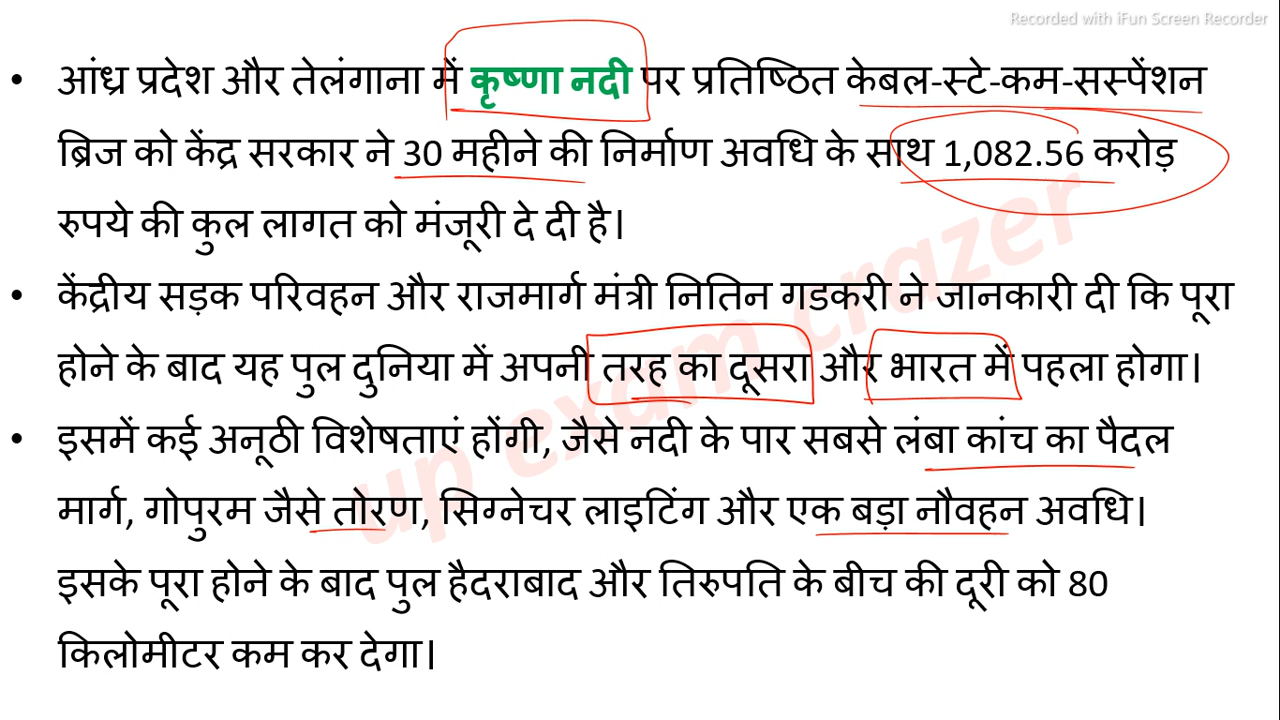 Recorded with iFun Screen Recorder
• आंध्र प्रदेश और तेलंगाना में कृष्णा नदी पर प्रतिष्ठित केबल-स्टे-कम-सस्पेंशन
ब्रिज को केंद्र सरकार ने 30 महीने की निर्माण अवधि के साथ 1,082.56 करोड़
रुपये की कुल लागत को मंजूरी दे दी है।
• केंद्रीय सड़क परिवहन और राजमार्ग मंत्री नितिन गडकरी ने जानकारी दी कि पूरा
होने के बाद यह पुल दुनिया में अपनी तरह का दूसरा और भारत में पहला होगा।
• इसमें कई अनूठी विशेषताएं होंगी, जैसे नदी के पार सबसे लंबा कांच का पैदल
मार्ग, गोपुरम जैसे तोरण, सिग्नेचर लाइटिंग और एक बड़ा नौवहन अवधि।
इसके पूरा होने के बाद पुल हैदराबाद और तिरुपति के बीच की दूरी को 80
किलोमीटर कम कर देगा।
up exam crazer